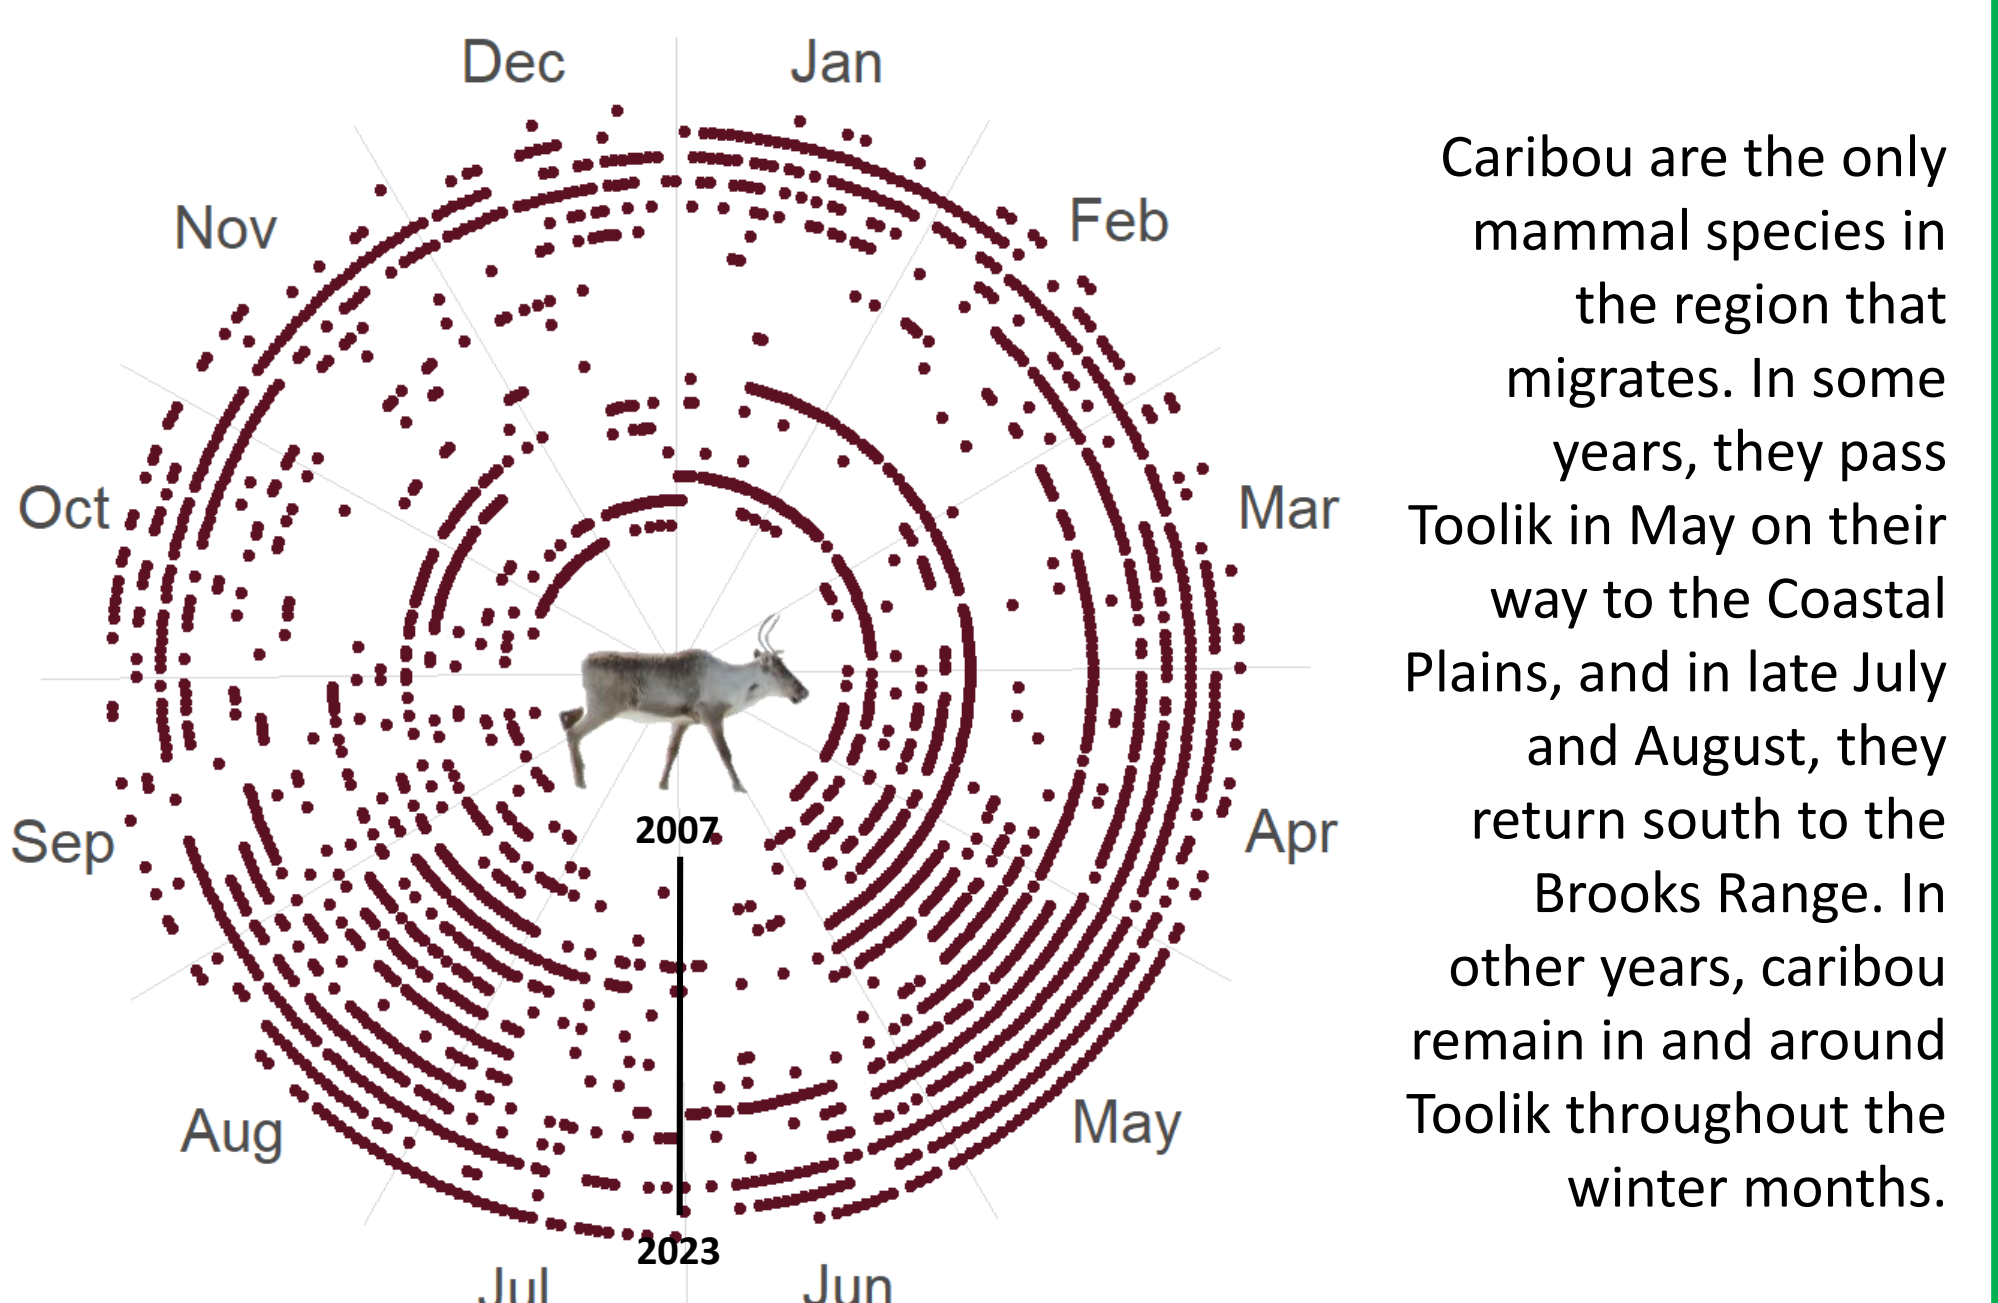 Dec
Jan
Nov
Feb
Oct
Mar
Sep
Apr
Aug
May
Jul
Jun
2007
2023
Caribou are the only
mammal species in
the region that
migrates. In some
years, they pass
Toolik in May on their
way to the Coastal
Plains, and in late July
and August, they
return south to the
Brooks Range. In
other years, caribou
remain in and around
Toolik throughout the
winter months.